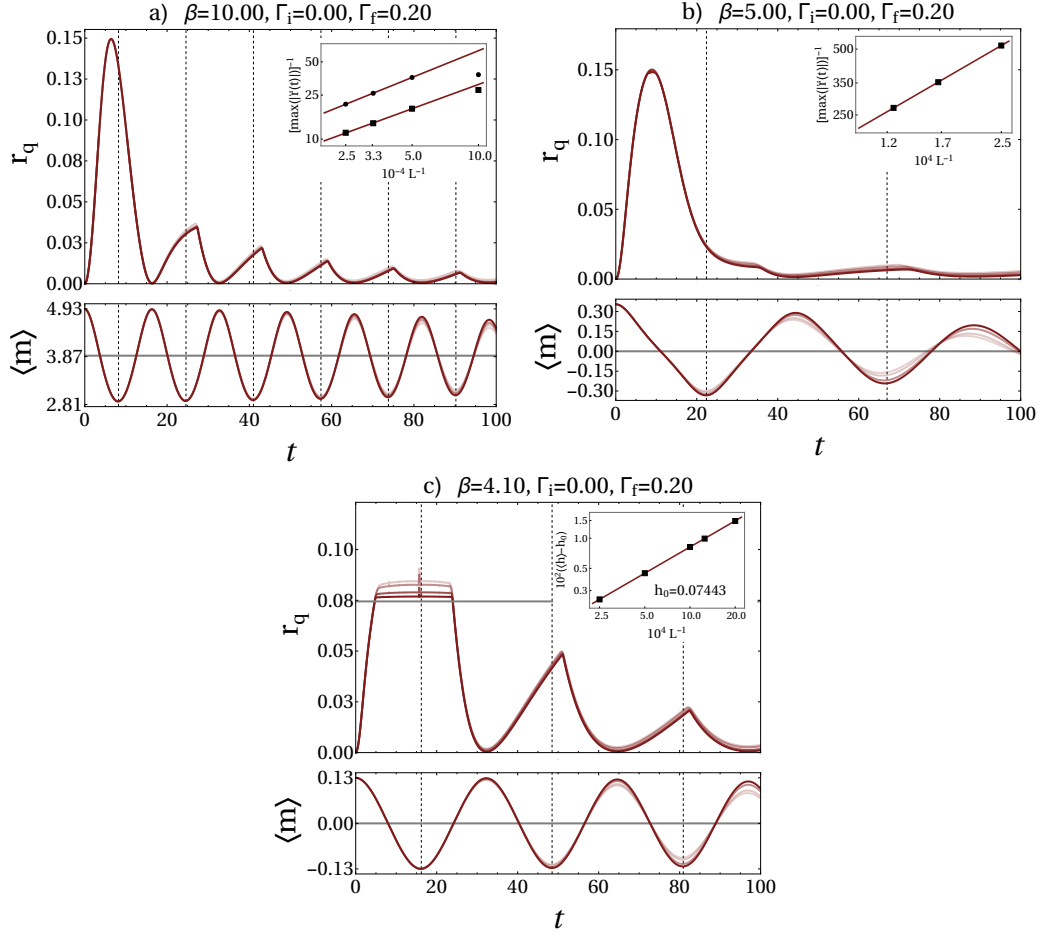 a) β=10.00, Γi=0.00, Γf=0.20
0.15
0.13
0.10
0.08
0.05
0.03
0.00
rq
[max(|r̈(t)|)]⁻¹
50
25
10
2.5 3.3 5.0 10.0
10⁻⁴ L⁻¹
4.93
3.87
2.81
⟨m⟩
0 20 40 60 80 100
t
b) β=5.00, Γi=0.00, Γf=0.20
0.15
0.10
0.05
0.00
rq
[max(|r̈(t)|)]⁻¹
500
350
250
1.2 1.7 2.5
10⁴ L⁻¹
0.30
0.15
0.00
−0.15
−0.30
⟨m⟩
0 20 40 60 80 100
t
c) β=4.10, Γi=0.00, Γf=0.20
0.10
0.08
0.05
0.03
0.00
rq
10²(⟨h⟩−h₀)
1.5
1.0
0.5
0.3
h₀=0.07443
2.5 5.0 10.0 20.0
10⁴ L⁻¹
0.13
0.00
−0.13
⟨m⟩
0 20 40 60 80 100
t